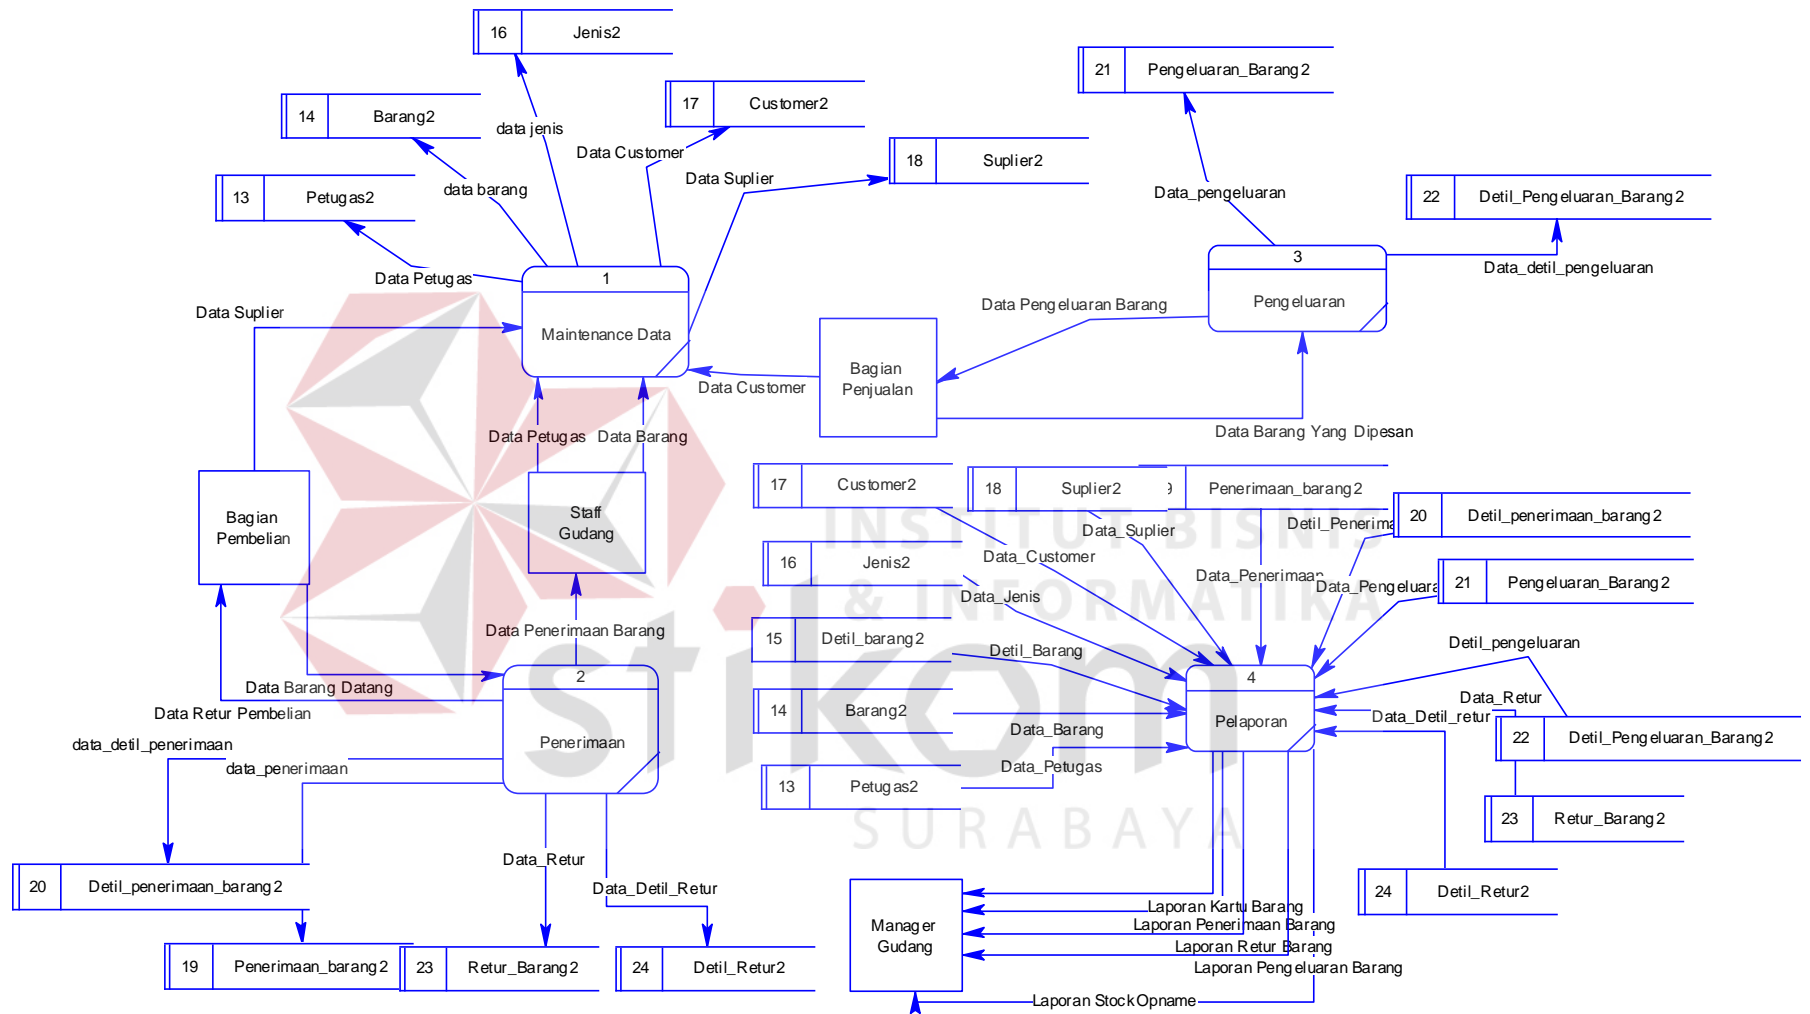 16 Jenis2
21 Pengeluaran_Barang2
17 Customer2
14 Barang2
data jenis
Data Customer
18 Suplier2
Data Suplier
data barang
Data_pengeluaran
13 Petugas2
22 Detil_Pengeluaran_Barang2
Data Petugas
1
Maintenance Data
3
Pengeluaran
Data_detil_pengeluaran
Data Suplier
Data Pengeluaran Barang
Bagian
Penjualan
Data Customer
Data Barang Yang Dipesan
Data Petugas
Data Barang
Bagian
Pembelian
Staff
Gudang
17 Customer2
18 Suplier2
9 Penerimaan_barang2
20 Detil_penerimaan_barang2
INSTITUT BISNIS
Detil_Penerima
Data_Suplier
Data_Customer
16 Jenis2
Data_Penerimaan
Data_Pengeluara
21 Pengeluaran_Barang2
& INFORMATIKA
Data_Jenis
15 Detil_barang2
Detil_Barang
Detil_pengeluaran
Data Penerimaan Barang
stikom
2
Penerimaan
4
Pelaporan
Data Barang Datang
Data Retur Pembelian
14 Barang2
Data_Barang
Data_Retur
Data_Detil_retur
22 Detil_Pengeluaran_Barang2
data_detil_penerimaan
data_penerimaan
Data_Petugas
13 Petugas2
23 Retur_Barang2
SURABAYA
Data_Retur
Data_Detil_Retur
20 Detil_penerimaan_barang2
24 Detil_Retur2
Manager
Gudang
Laporan Kartu Barang
Laporan Penerimaan Barang
Laporan Retur Barang
Laporan Pengeluaran Barang
Laporan StockOpname
19 Penerimaan_barang2
23 Retur_Barang2
24 Detil_Retur2